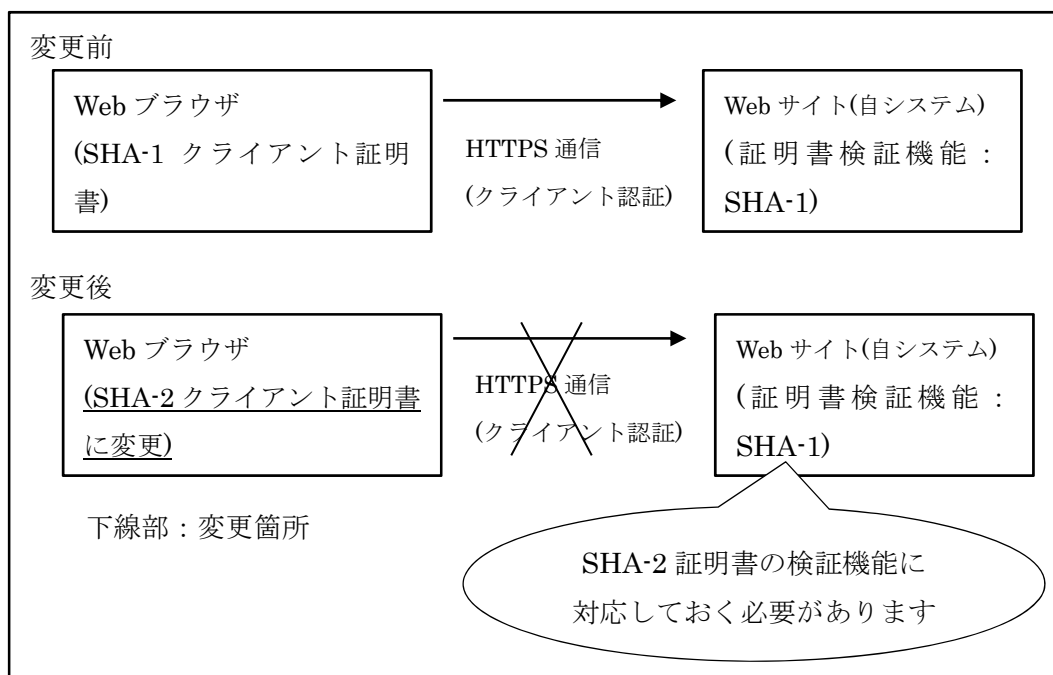 変更前
Web ブラウザ
(SHA-1 クライアント証明
書)
HTTPS 通信
(クライアント認証)
Web サイト(自システム)
(証明書検証機能:
SHA-1)
変更後
Web ブラウザ
(SHA-2 クライアント証明書
に変更)
HTTPS 通信
(クライアント認証)
Web サイト(自システム)
(証明書検証機能:
SHA-1)
下線部:変更箇所
SHA-2 証明書の検証機能に
対応しておく必要があります